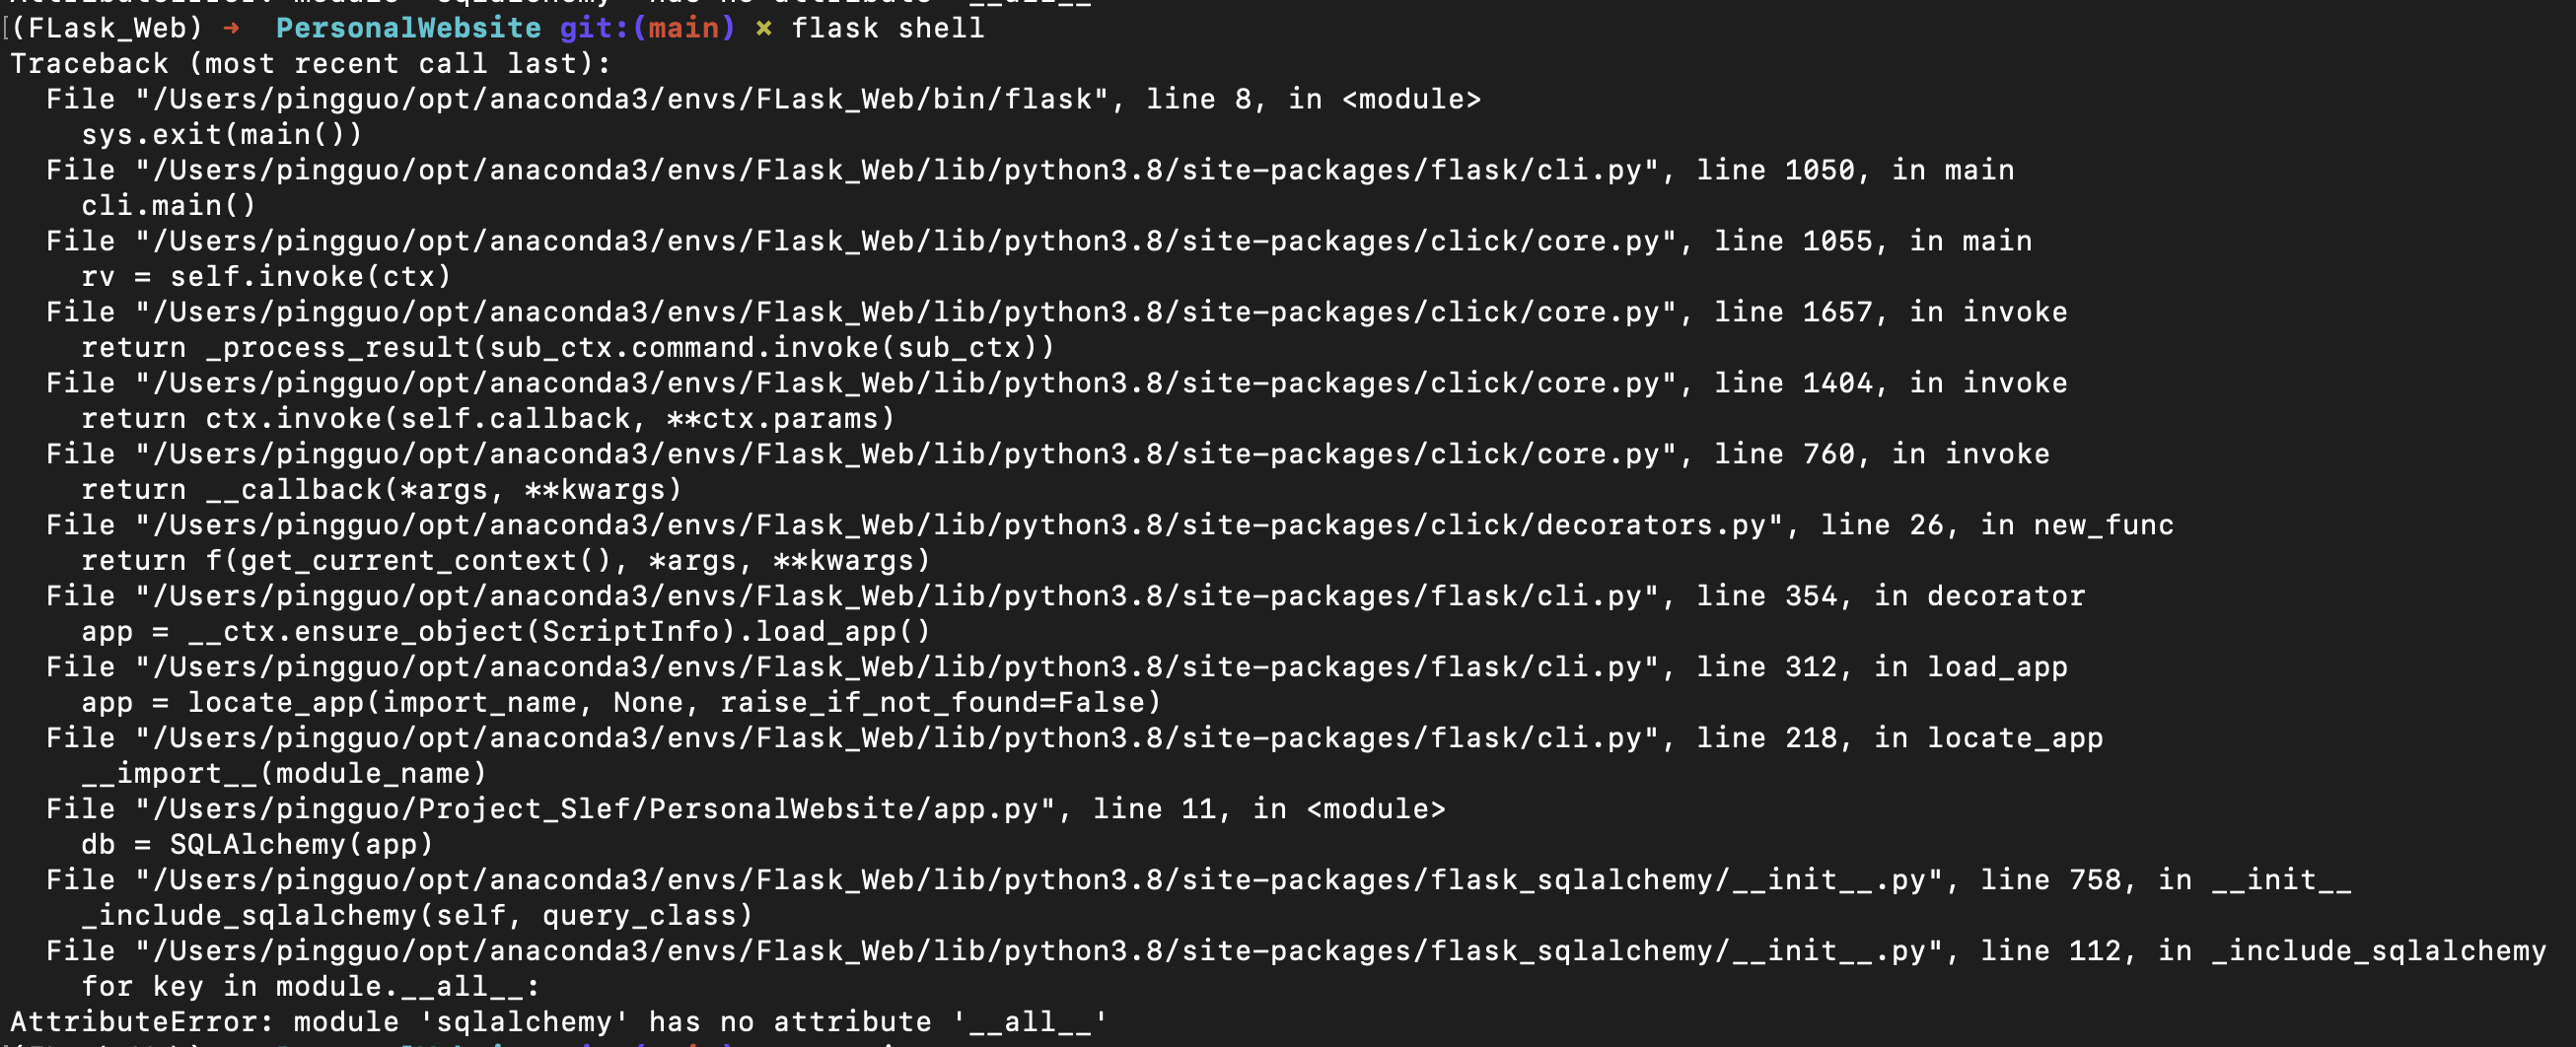 AttributeError: module 'sqlalchemy' has no attribute '__all__'
(FLask_Web) → PersonalWebsite git:(main) × flask shell
Traceback (most recent call last):
  File "/Users/pingguo/opt/anaconda3/envs/FLask_Web/bin/flask", line 8, in <module>
    sys.exit(main())
  File "/Users/pingguo/opt/anaconda3/envs/FLask_Web/lib/python3.8/site-packages/flask/cli.py", line 1050, in main
    cli.main()
  File "/Users/pingguo/opt/anaconda3/envs/FLask_Web/lib/python3.8/site-packages/click/core.py", line 1055, in main
    rv = self.invoke(ctx)
  File "/Users/pingguo/opt/anaconda3/envs/FLask_Web/lib/python3.8/site-packages/click/core.py", line 1657, in invoke
    return _process_result(sub_ctx.command.invoke(sub_ctx))
  File "/Users/pingguo/opt/anaconda3/envs/FLask_Web/lib/python3.8/site-packages/click/core.py", line 1404, in invoke
    return ctx.invoke(self.callback, **ctx.params)
  File "/Users/pingguo/opt/anaconda3/envs/FLask_Web/lib/python3.8/site-packages/click/core.py", line 760, in invoke
    return __callback(*args, **kwargs)
  File "/Users/pingguo/opt/anaconda3/envs/FLask_Web/lib/python3.8/site-packages/click/decorators.py", line 26, in new_func
    return f(get_current_context(), *args, **kwargs)
  File "/Users/pingguo/opt/anaconda3/envs/FLask_Web/lib/python3.8/site-packages/flask/cli.py", line 354, in decorator
    app = __ctx.ensure_object(ScriptInfo).load_app()
  File "/Users/pingguo/opt/anaconda3/envs/FLask_Web/lib/python3.8/site-packages/flask/cli.py", line 312, in load_app
    app = locate_app(import_name, None, raise_if_not_found=False)
  File "/Users/pingguo/opt/anaconda3/envs/FLask_Web/lib/python3.8/site-packages/flask/cli.py", line 218, in locate_app
    __import__(module_name)
  File "/Users/pingguo/Project_Slef/PersonalWebsite/app.py", line 11, in <module>
    db = SQLAlchemy(app)
  File "/Users/pingguo/opt/anaconda3/envs/FLask_Web/lib/python3.8/site-packages/flask_sqlalchemy/__init__.py", line 758, in __init__
    _include_sqlalchemy(self, query_class)
  File "/Users/pingguo/opt/anaconda3/envs/FLask_Web/lib/python3.8/site-packages/flask_sqlalchemy/__init__.py", line 112, in _include_sqlalchemy
    for key in module.__all__:
AttributeError: module 'sqlalchemy' has no attribute '__all__'